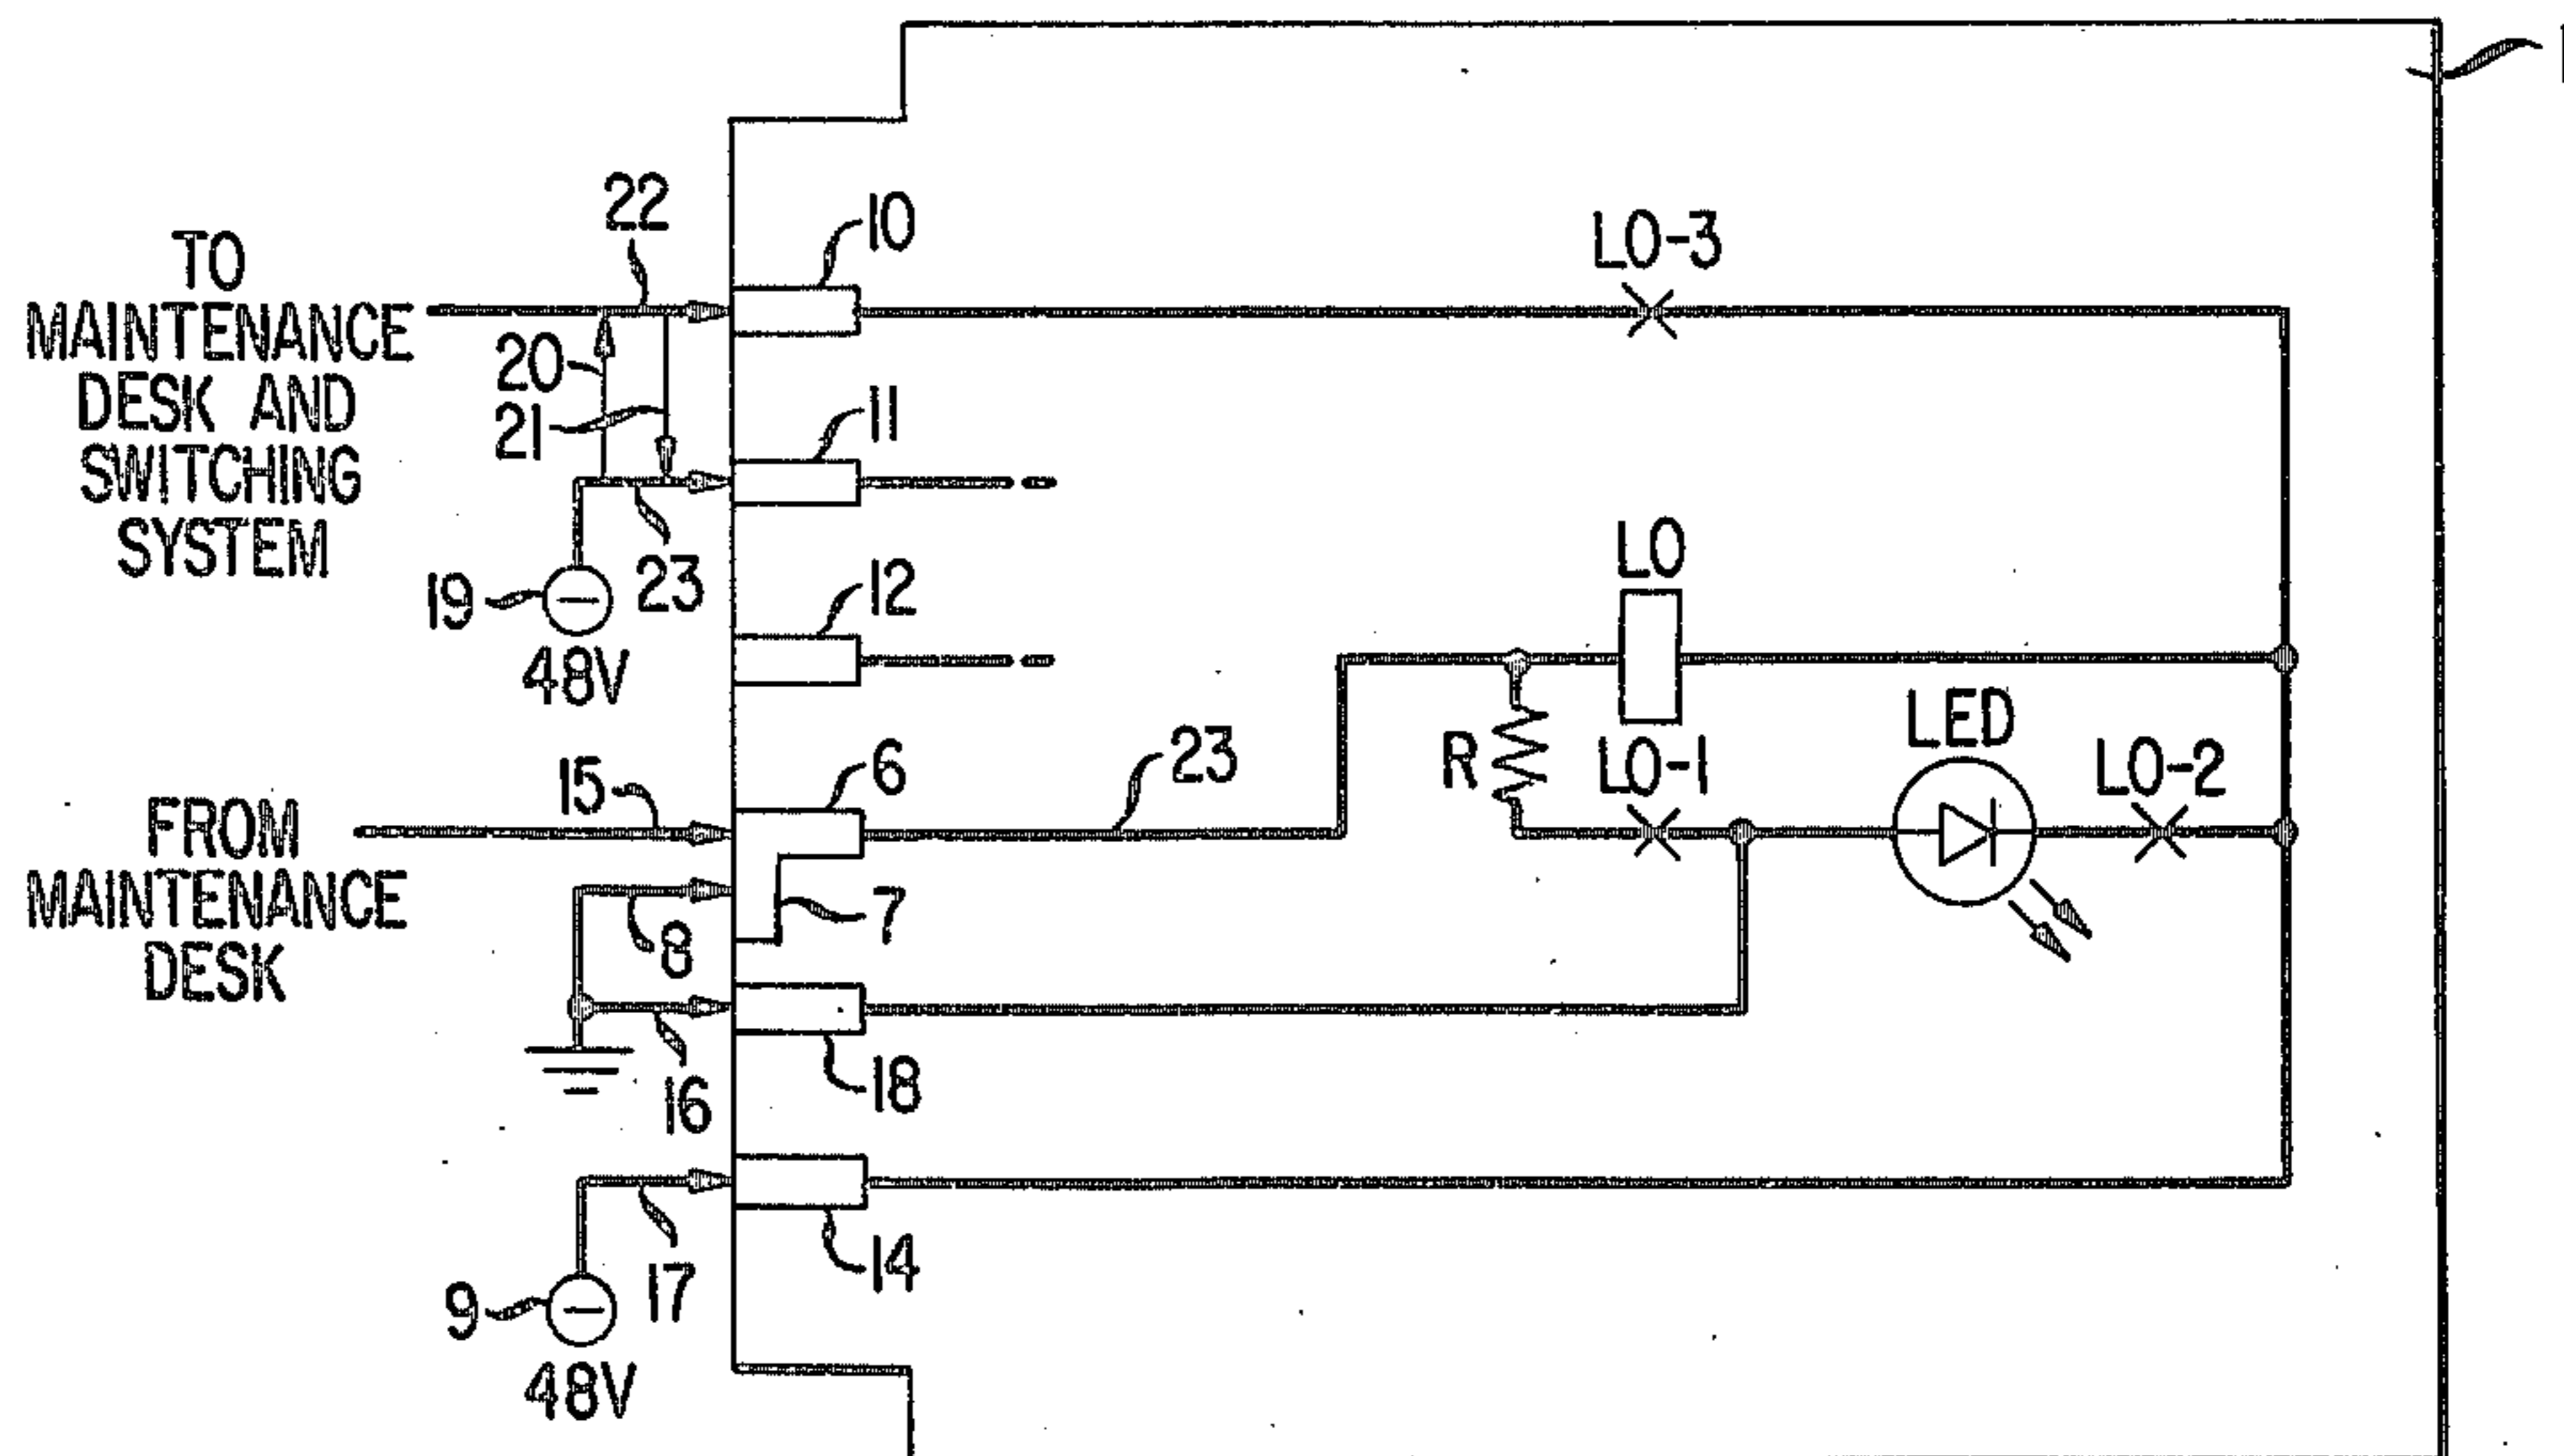 1
22
10
LO-3
TO
MAINTENANCE
DESK AND
SWITCHING
SYSTEM
20
21
11
19
23
48V
12
LO
LED
15
6
23
R
LO-1
LO-2
FROM
MAINTENANCE
DESK
8
7
16
18
17
14
9
48V